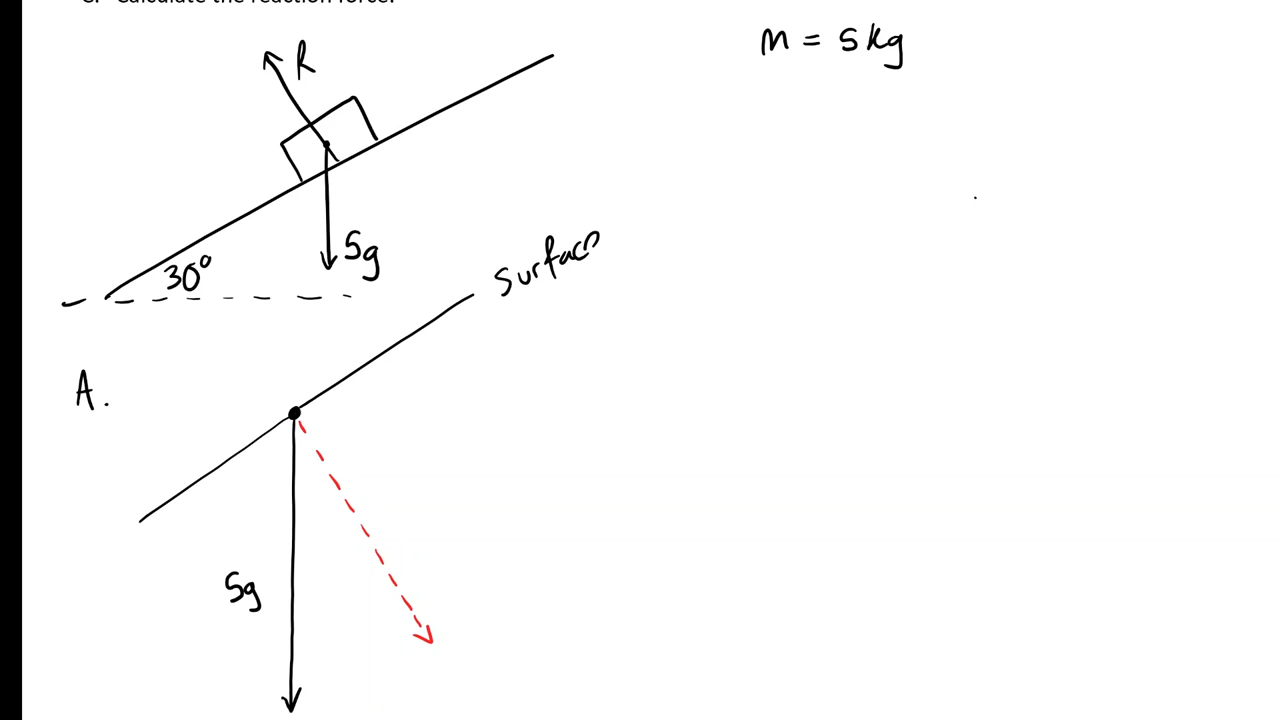 C. Calculate the reaction force.
m = 5kg
R
5g
30°
surface
A.
5g